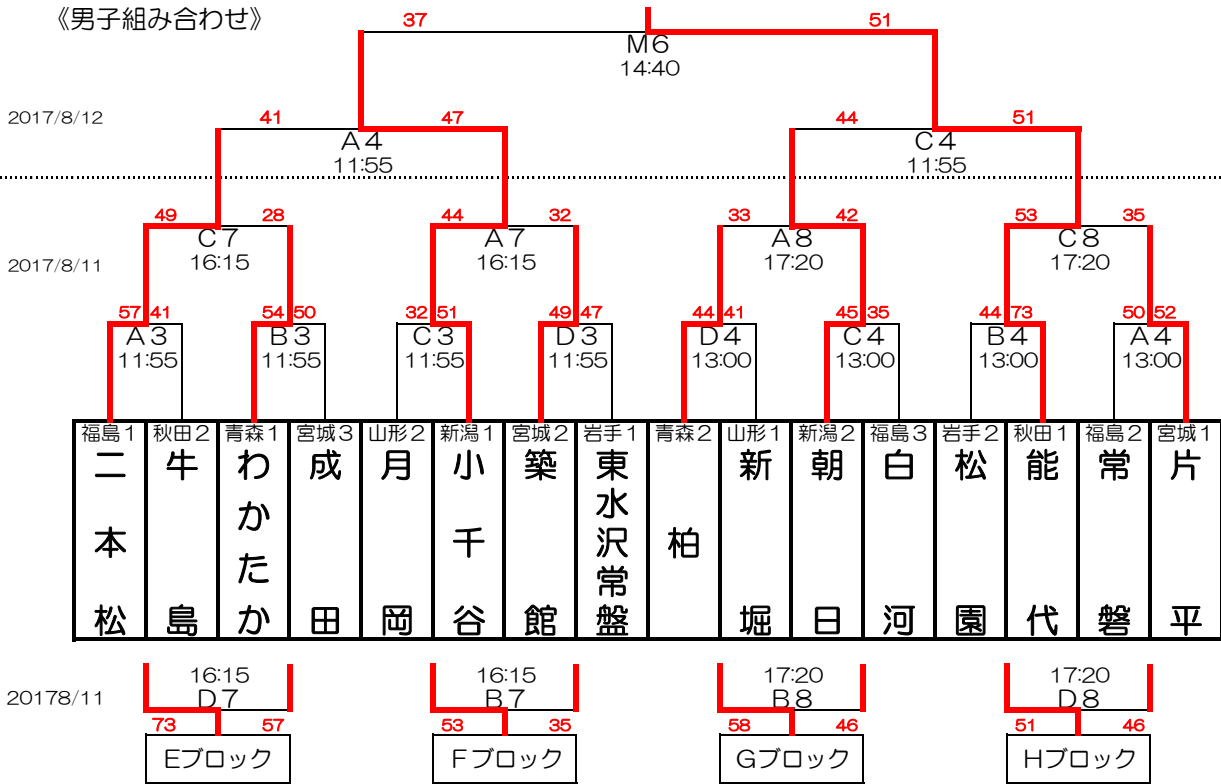 《男子組み合わせ》
37 51
M6
14:40
2017/8/12
41 47 44 51
A4 C4
11:55 11:55
49 28 44 32 33 42 53 35
C7 A7 A8 C8
2017/8/11
16:15 16:15 17:20 17:20
57 41 54 50 32 51 49 47 44 41 45 35 44 73 50 52
A3 B3 C3 D3 D4 C4 B4 A4
11:55 11:55 11:55 11:55 13:00 13:00 13:00 13:00
福島1 秋田2 青森1 宮城3 山形2 新潟1 宮城2 岩手1 青森2 山形1 新潟2 福島3 岩手2 秋田1 福島2 宮城1
二本松
牛島
わかたか
成田
月岡
小千谷
築館
東水沢常盤
柏
新堀
朝日
白河
松園
能代
常磐
片平
16:15 16:15 17:20 17:20
20178/11
D7 B7 B8 D8
73 57 53 35 58 46 51 46
Eブロック Fブロック Gブロック Hブロック